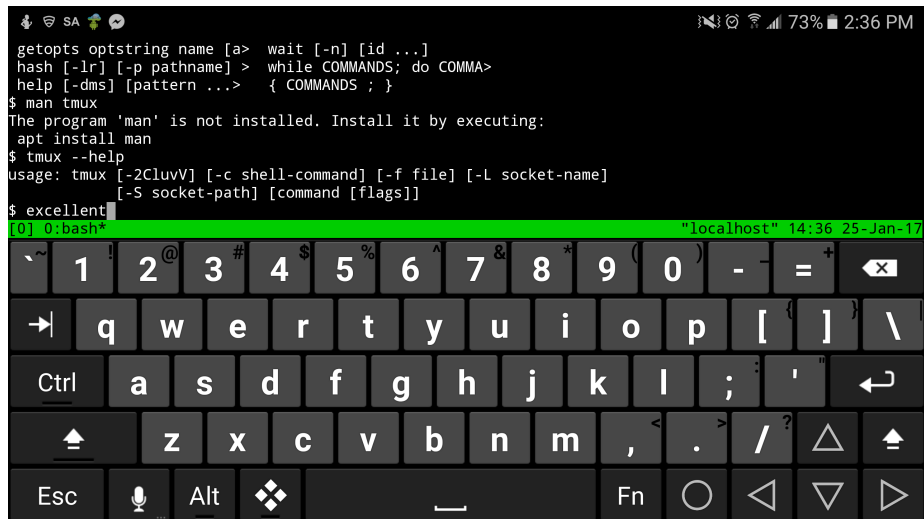 SA 73% 2:36 PM
getopts optstring name [a>  wait [-n] [id ...]
hash [-lr] [-p pathname] >  while COMMANDS; do COMMA>
help [-dms] [pattern ...>   { COMMANDS ; }
$ man tmux
The program 'man' is not installed. Install it by executing:
 apt install man
$ tmux --help
usage: tmux [-2CluvV] [-c shell-command] [-f file] [-L socket-name]
            [-S socket-path] [command [flags]]
$ excellent
[0] 0:bash* "localhost" 14:36 25-Jan-17
` ~ 1 ! 2 @ 3 # 4 $ 5 % 6 ^ 7 & 8 * 9 ( 0 ) - _ = +
q w e r t y u i o p [ { ] } \ |
Ctrl a s d f g h j k l ; : ' "
z x c v b n m , < . > / ?
Esc Alt Fn